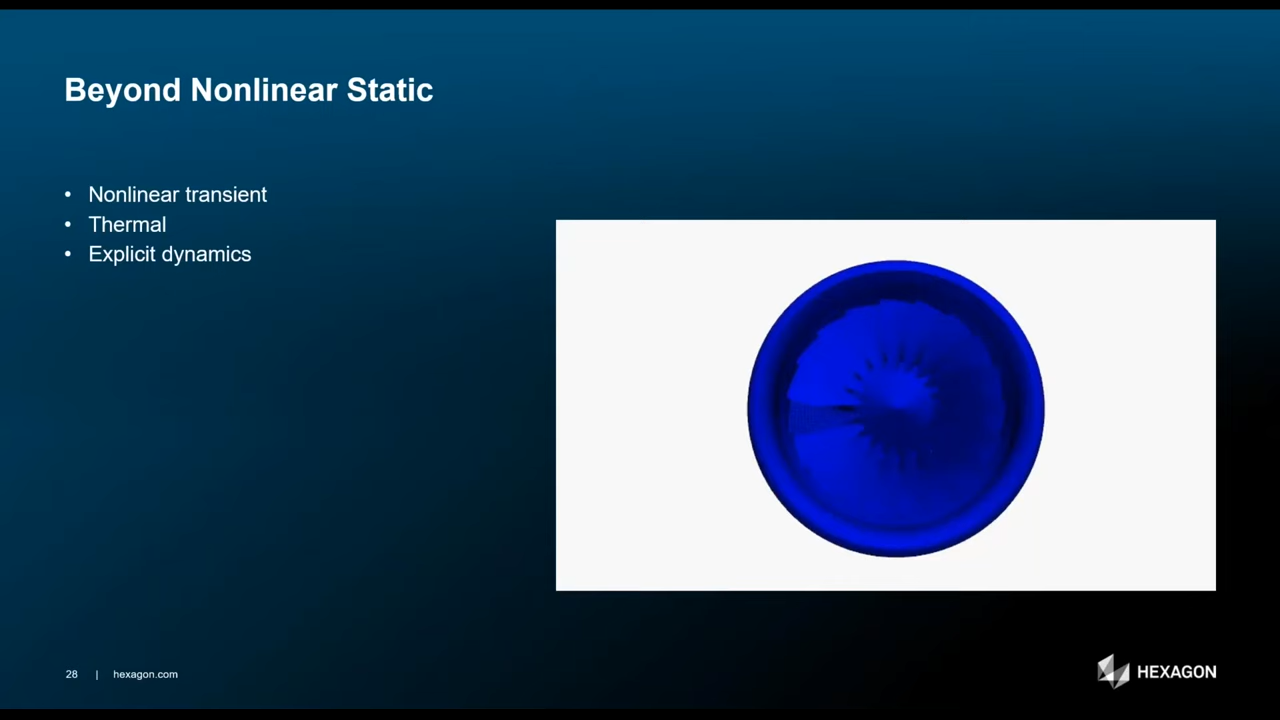 Beyond Nonlinear Static
• Nonlinear transient
• Thermal
• Explicit dynamics
28 | hexagon.com
HEXAGON